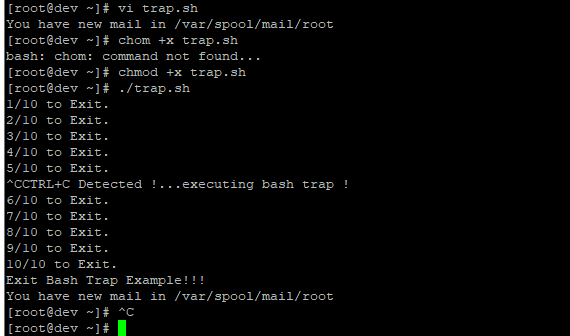 [root@dev ~]# vi trap.sh
You have new mail in /var/spool/mail/root
[root@dev ~]# chom +x trap.sh
bash: chom: command not found...
[root@dev ~]# chmod +x trap.sh
[root@dev ~]# ./trap.sh
1/10 to Exit.
2/10 to Exit.
3/10 to Exit.
4/10 to Exit.
5/10 to Exit.
^CCTRL+C Detected !...executing bash trap !
6/10 to Exit.
7/10 to Exit.
8/10 to Exit.
9/10 to Exit.
10/10 to Exit.
Exit Bash Trap Example!!!
You have new mail in /var/spool/mail/root
[root@dev ~]# ^C
[root@dev ~]#